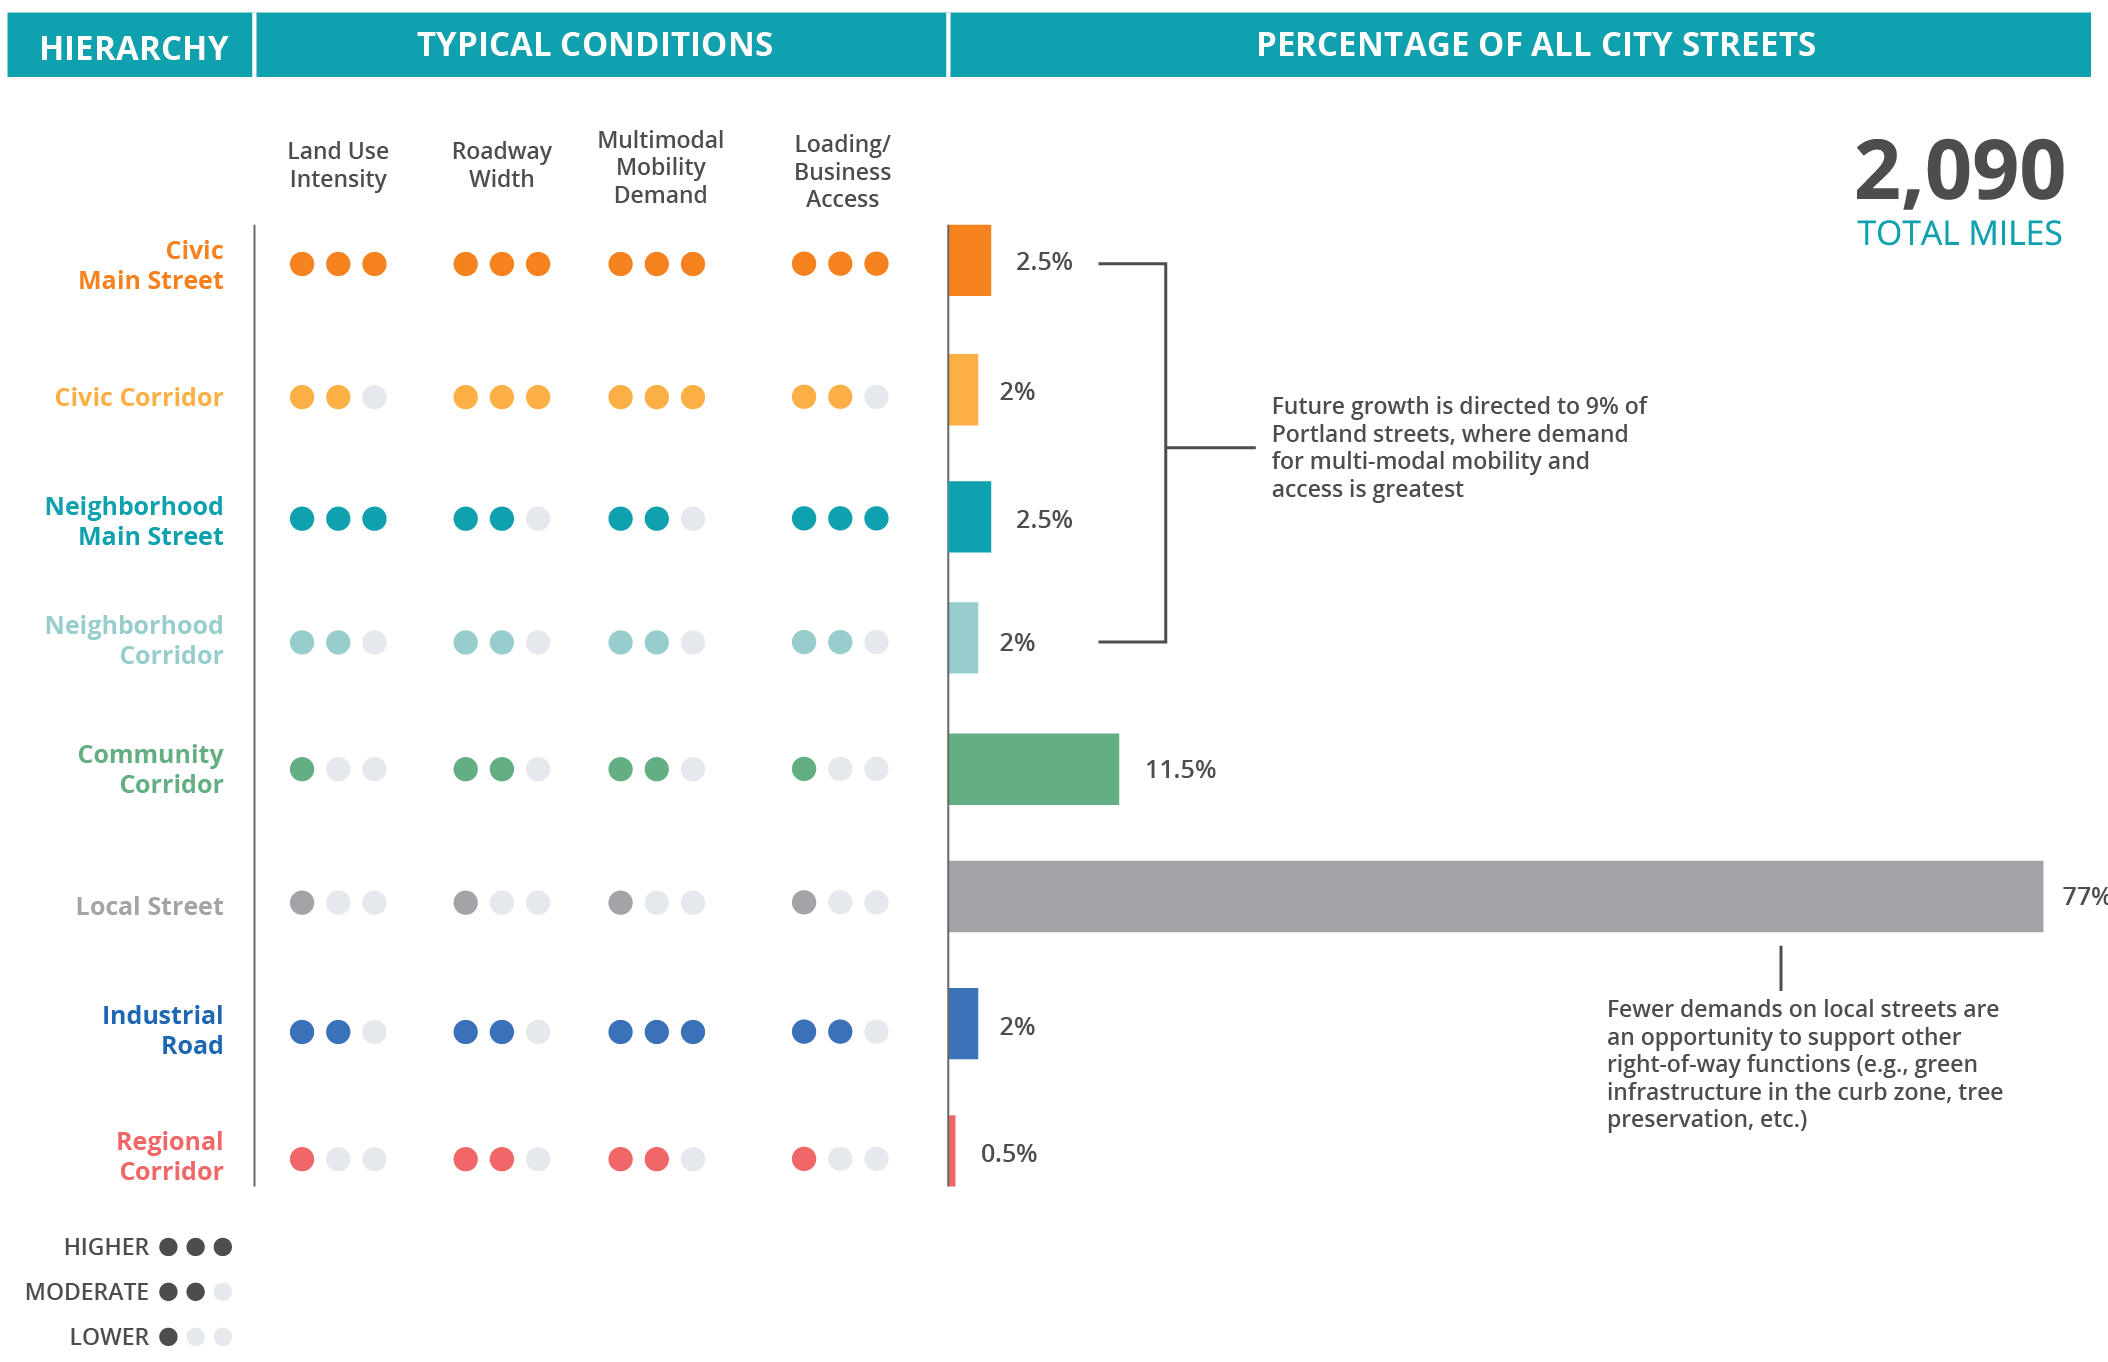 HIERARCHY
TYPICAL CONDITIONS
PERCENTAGE OF ALL CITY STREETS
Land Use
Intensity
Roadway
Width
Multimodal
Mobility
Demand
Loading/
Business
Access
2,090
TOTAL MILES
Civic
Main Street
2.5%
Civic Corridor
2%
Future growth is directed to 9% of
Portland streets, where demand
for multi-modal mobility and
access is greatest
Neighborhood
Main Street
2.5%
Neighborhood
Corridor
2%
Community
Corridor
11.5%
Local Street
77%
Fewer demands on local streets are
an opportunity to support other
right-of-way functions (e.g., green
infrastructure in the curb zone, tree
preservation, etc.)
Industrial
Road
2%
Regional
Corridor
0.5%
HIGHER
MODERATE
LOWER